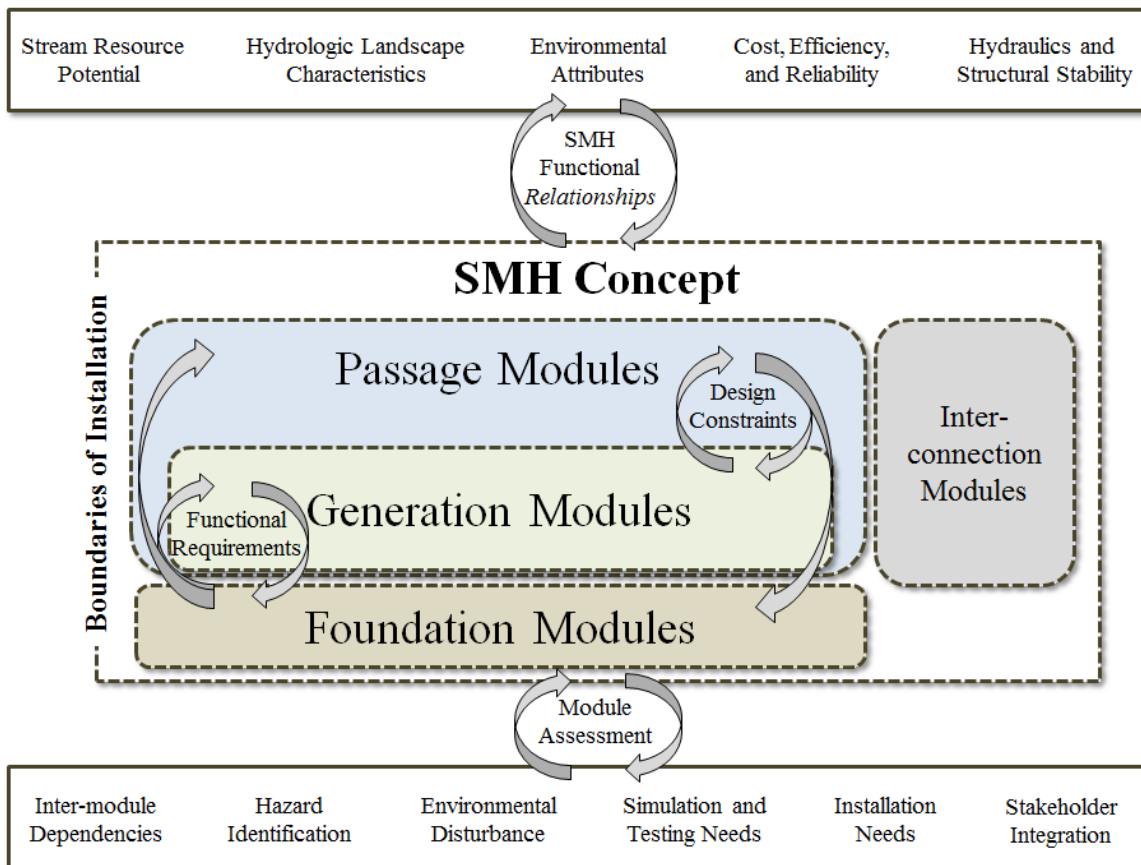 Stream Resource
Potential
Hydrologic Landscape
Characteristics
Environmental
Attributes
Cost, Efficiency,
and Reliability
Hydraulics and
Structural Stability
SMH
Functional
Relationships
SMH Concept
Boundaries of Installation
Passage Modules
Design
Constraints
Inter-
connection
Modules
Generation Modules
Functional
Requirements
Foundation Modules
Module
Assessment
Inter-module
Dependencies
Hazard
Identification
Environmental
Disturbance
Simulation and
Testing Needs
Installation
Needs
Stakeholder
Integration